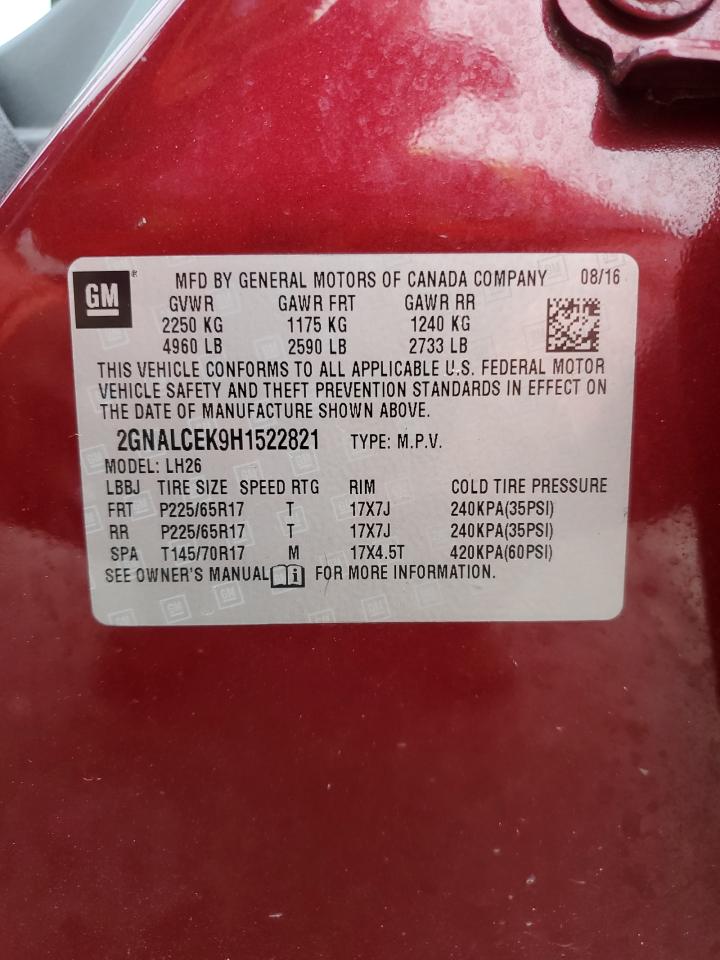 GM MFD BY GENERAL MOTORS OF CANADA COMPANY 08/16
GVWR GAWR FRT GAWR RR
2250 KG 1175 KG 1240 KG
4960 LB 2590 LB 2733 LB
THIS VEHICLE CONFORMS TO ALL APPLICABLE U.S. FEDERAL MOTOR
VEHICLE SAFETY AND THEFT PREVENTION STANDARDS IN EFFECT ON
THE DATE OF MANUFACTURE SHOWN ABOVE.
2GNALCEK9H1522821 TYPE: M.P.V.
MODEL: LH26
LBBJ TIRE SIZE SPEED RTG RIM COLD TIRE PRESSURE
FRT P225/65R17 T 17X7J 240KPA(35PSI)
RR P225/65R17 T 17X7J 240KPA(35PSI)
SPA T145/70R17 M 17X4.5T 420KPA(60PSI)
SEE OWNER'S MANUAL i FOR MORE INFORMATION.